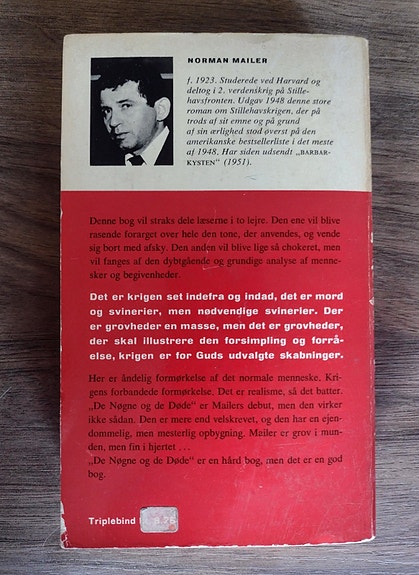 NORMAN MAILER
f. 1923. Studerede ved Harvard og
deltog i 2. verdenskrig på Stille-
havsfronten. Udgav 1948 denne store
roman om Stillehavskrigen, der på
trods af sit emne og på grund
af sin ærlighed stod øverst på den
amerikanske bestsellerliste i det meste
af 1948. Har siden udsendt „BARBAR-
KYSTEN" (1951).
Denne bog vil straks dele læserne i to lejre. Den ene vil blive
rasende forarget over hele den tone, der anvendes, og vende
sig bort med afsky. Den anden vil blive lige så chokeret, men
vil fanges af den dybtgående og grundige analyse af menne-
sker og begivenheder.
Det er krigen set indefra og indad, det er mord
og svinerier, men nødvendige svinerier. Der
er grovheder en masse, men det er grovheder,
der skal illustrere den forsimpling og forrå-
else, krigen er for Guds udvalgte skabninger.
Her er åndelig formørkelse af det normale menneske. Kri-
gens forbandede formørkelse. Det er realisme, så det batter.
„De Nøgne og de Døde" er Mailers debut, men den virker
ikke sådan. Den er mere end velskrevet, og den har en ejen-
dommelig, men mesterlig opbygning. Mailer er grov i mun-
den, men fin i hjertet ...
„De Nøgne og de Døde" er en hård bog, men det er en god
bog.
Triplebind